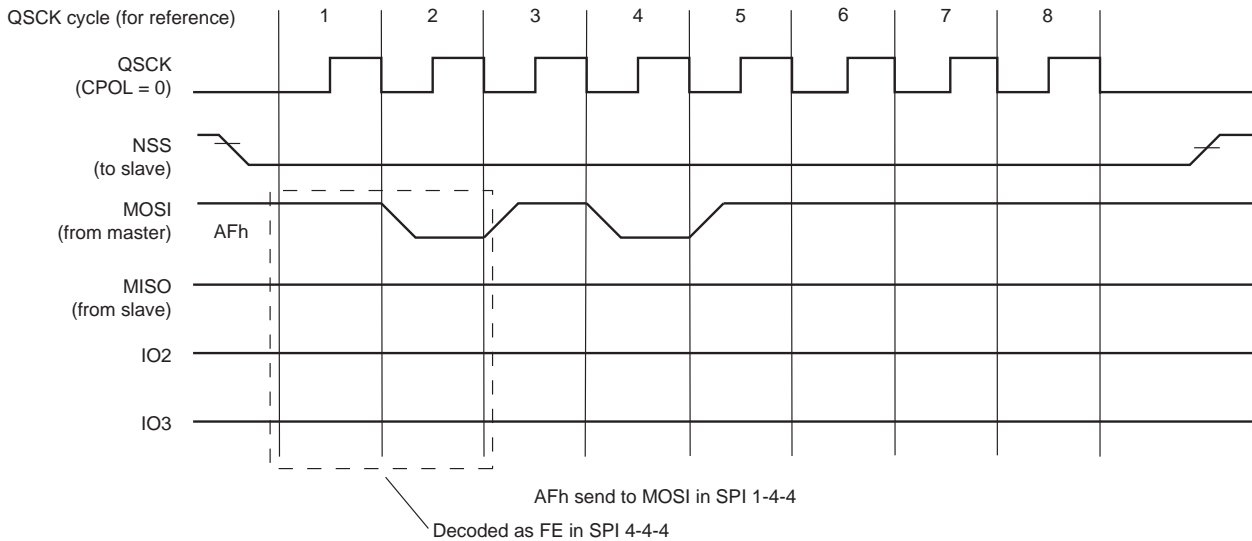 QSCK cycle (for reference) 1 2 3 4 5 6 7 8
QSCK
(CPOL = 0)
NSS
(to slave)
MOSI
(from master) AFh
MISO
(from slave)
IO2
IO3
AFh send to MOSI in SPI 1-4-4
Decoded as FE in SPI 4-4-4